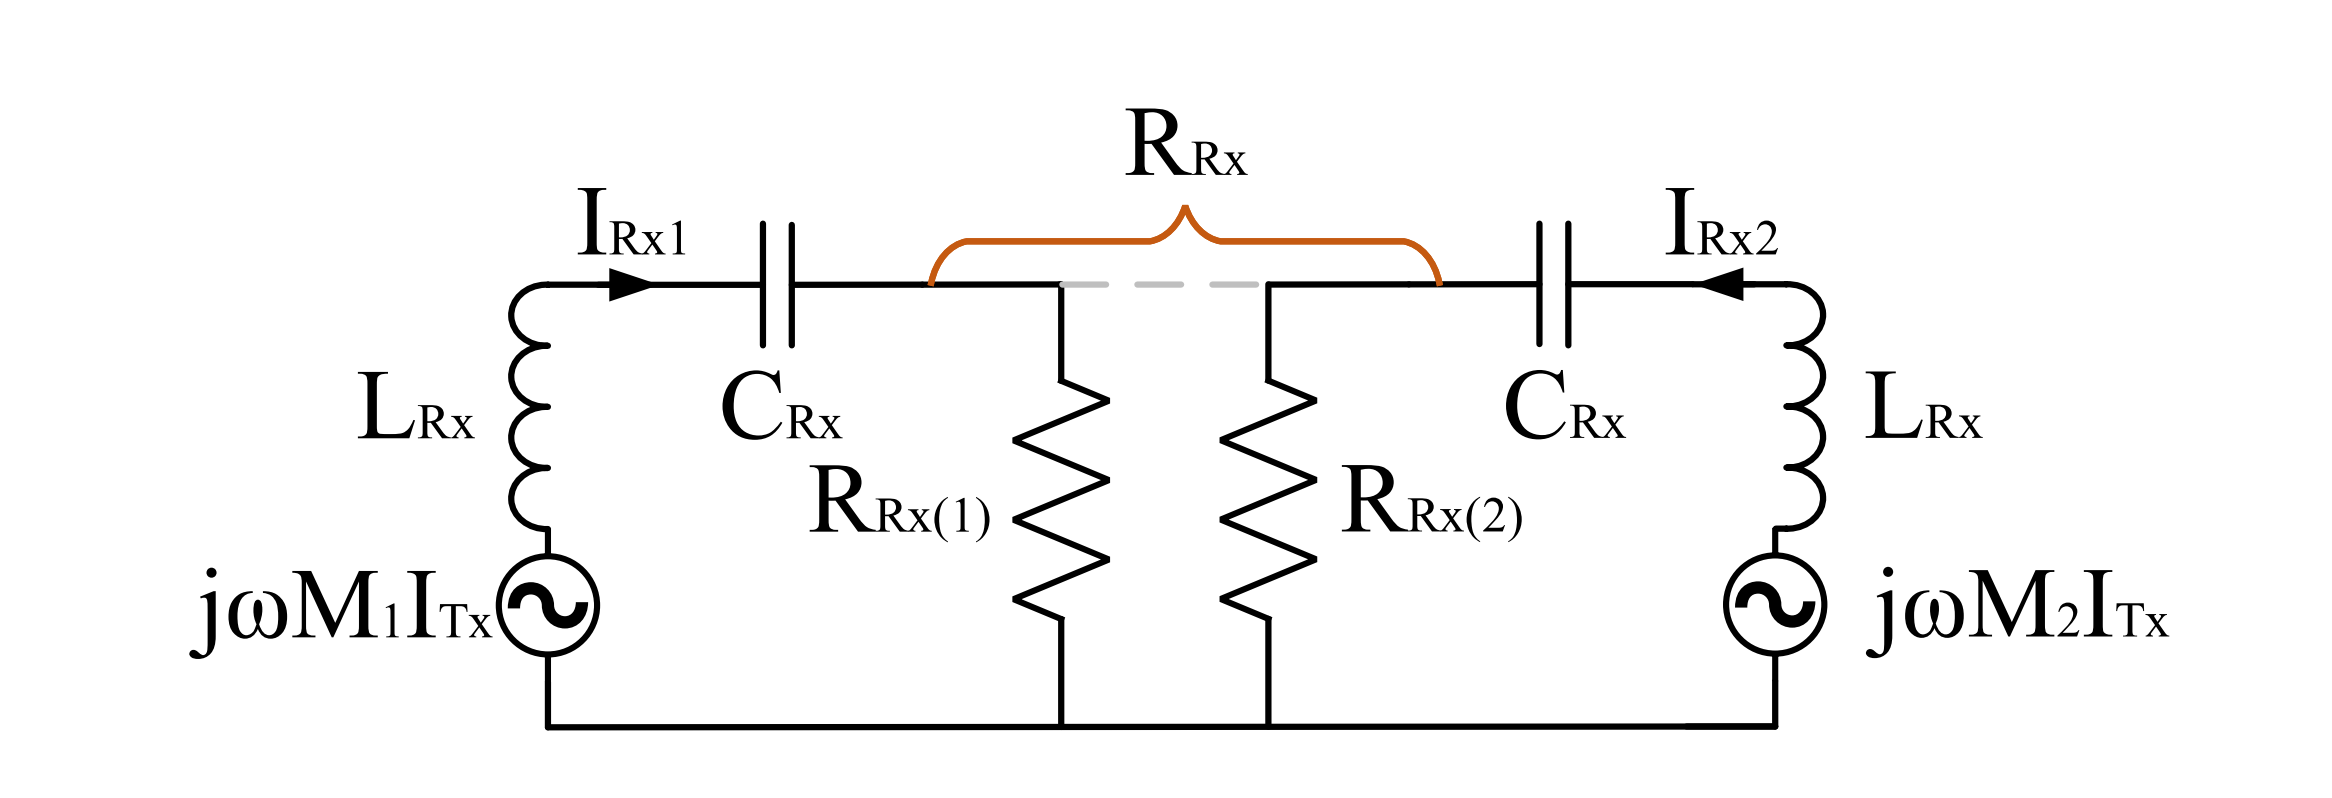 RRx
IRx1
IRx2
LRx
CRx
CRx
LRx
RRx(1)
RRx(2)
jωM1ITx
jωM2ITx